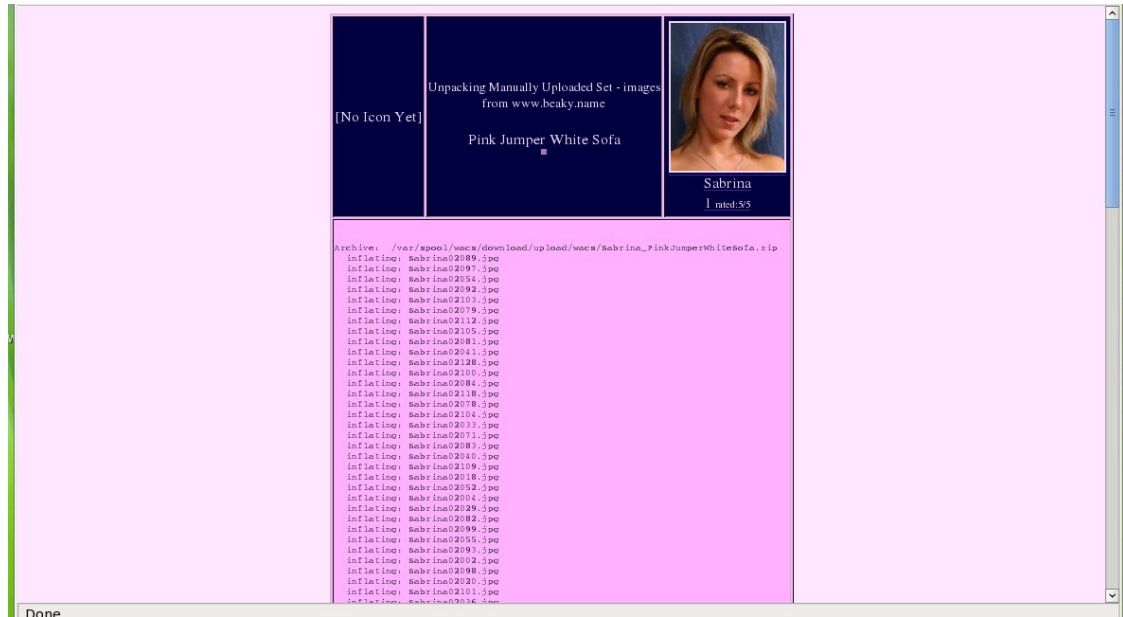 [No Icon Yet]
Unpacking Manually Uploaded Set - images
from www.beaky.name
Pink Jumper White Sofa
Sabrina
1 rated:5/5
Archive:  /var/spool/wacs/download/upload/wacs/Sabrina_PinkJumperWhiteSofa.zip
inflating: Sabrina02089.jpg
inflating: Sabrina02097.jpg
inflating: Sabrina02054.jpg
inflating: Sabrina02092.jpg
inflating: Sabrina02103.jpg
inflating: Sabrina02079.jpg
inflating: Sabrina02112.jpg
inflating: Sabrina02105.jpg
inflating: Sabrina02081.jpg
inflating: Sabrina02041.jpg
inflating: Sabrina02128.jpg
inflating: Sabrina02100.jpg
inflating: Sabrina02084.jpg
inflating: Sabrina02118.jpg
inflating: Sabrina02078.jpg
inflating: Sabrina02104.jpg
inflating: Sabrina02033.jpg
inflating: Sabrina02071.jpg
inflating: Sabrina02083.jpg
inflating: Sabrina02040.jpg
inflating: Sabrina02109.jpg
inflating: Sabrina02018.jpg
inflating: Sabrina02052.jpg
inflating: Sabrina02004.jpg
inflating: Sabrina02029.jpg
inflating: Sabrina02082.jpg
inflating: Sabrina02099.jpg
inflating: Sabrina02055.jpg
inflating: Sabrina02093.jpg
inflating: Sabrina02002.jpg
inflating: Sabrina02098.jpg
inflating: Sabrina02020.jpg
inflating: Sabrina02101.jpg
inflating: Sabrina02036.jpg
Done